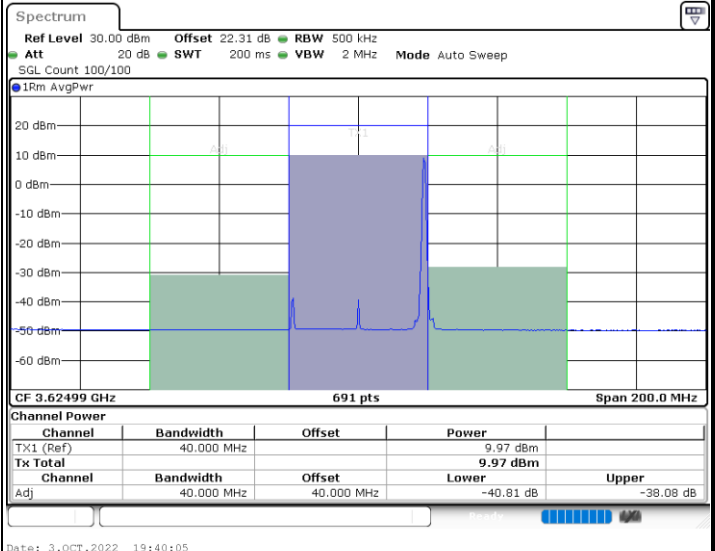 Spectrum
Ref Level 30.00 dBm Offset 22.31 dB RBW 500 kHz
Att 20 dB SWT 200 ms VBW 2 MHz Mode Auto Sweep
SGL Count 100/100
1Rm AvgPwr
20 dBm
TX1
10 dBm Adj Adj
0 dBm
-10 dBm
-20 dBm
-30 dBm
-40 dBm
-50 dBm
-60 dBm
CF 3.62499 GHz 691 pts Span 200.0 MHz
Channel Power
Channel Bandwidth Offset Power
TX1 (Ref) 40.000 MHz 9.97 dBm
Tx Total 9.97 dBm
Channel Bandwidth Offset Lower Upper
Adj 40.000 MHz 40.000 MHz -40.81 dB -38.08 dB
Ready
Date: 3.OCT.2022 19:40:05